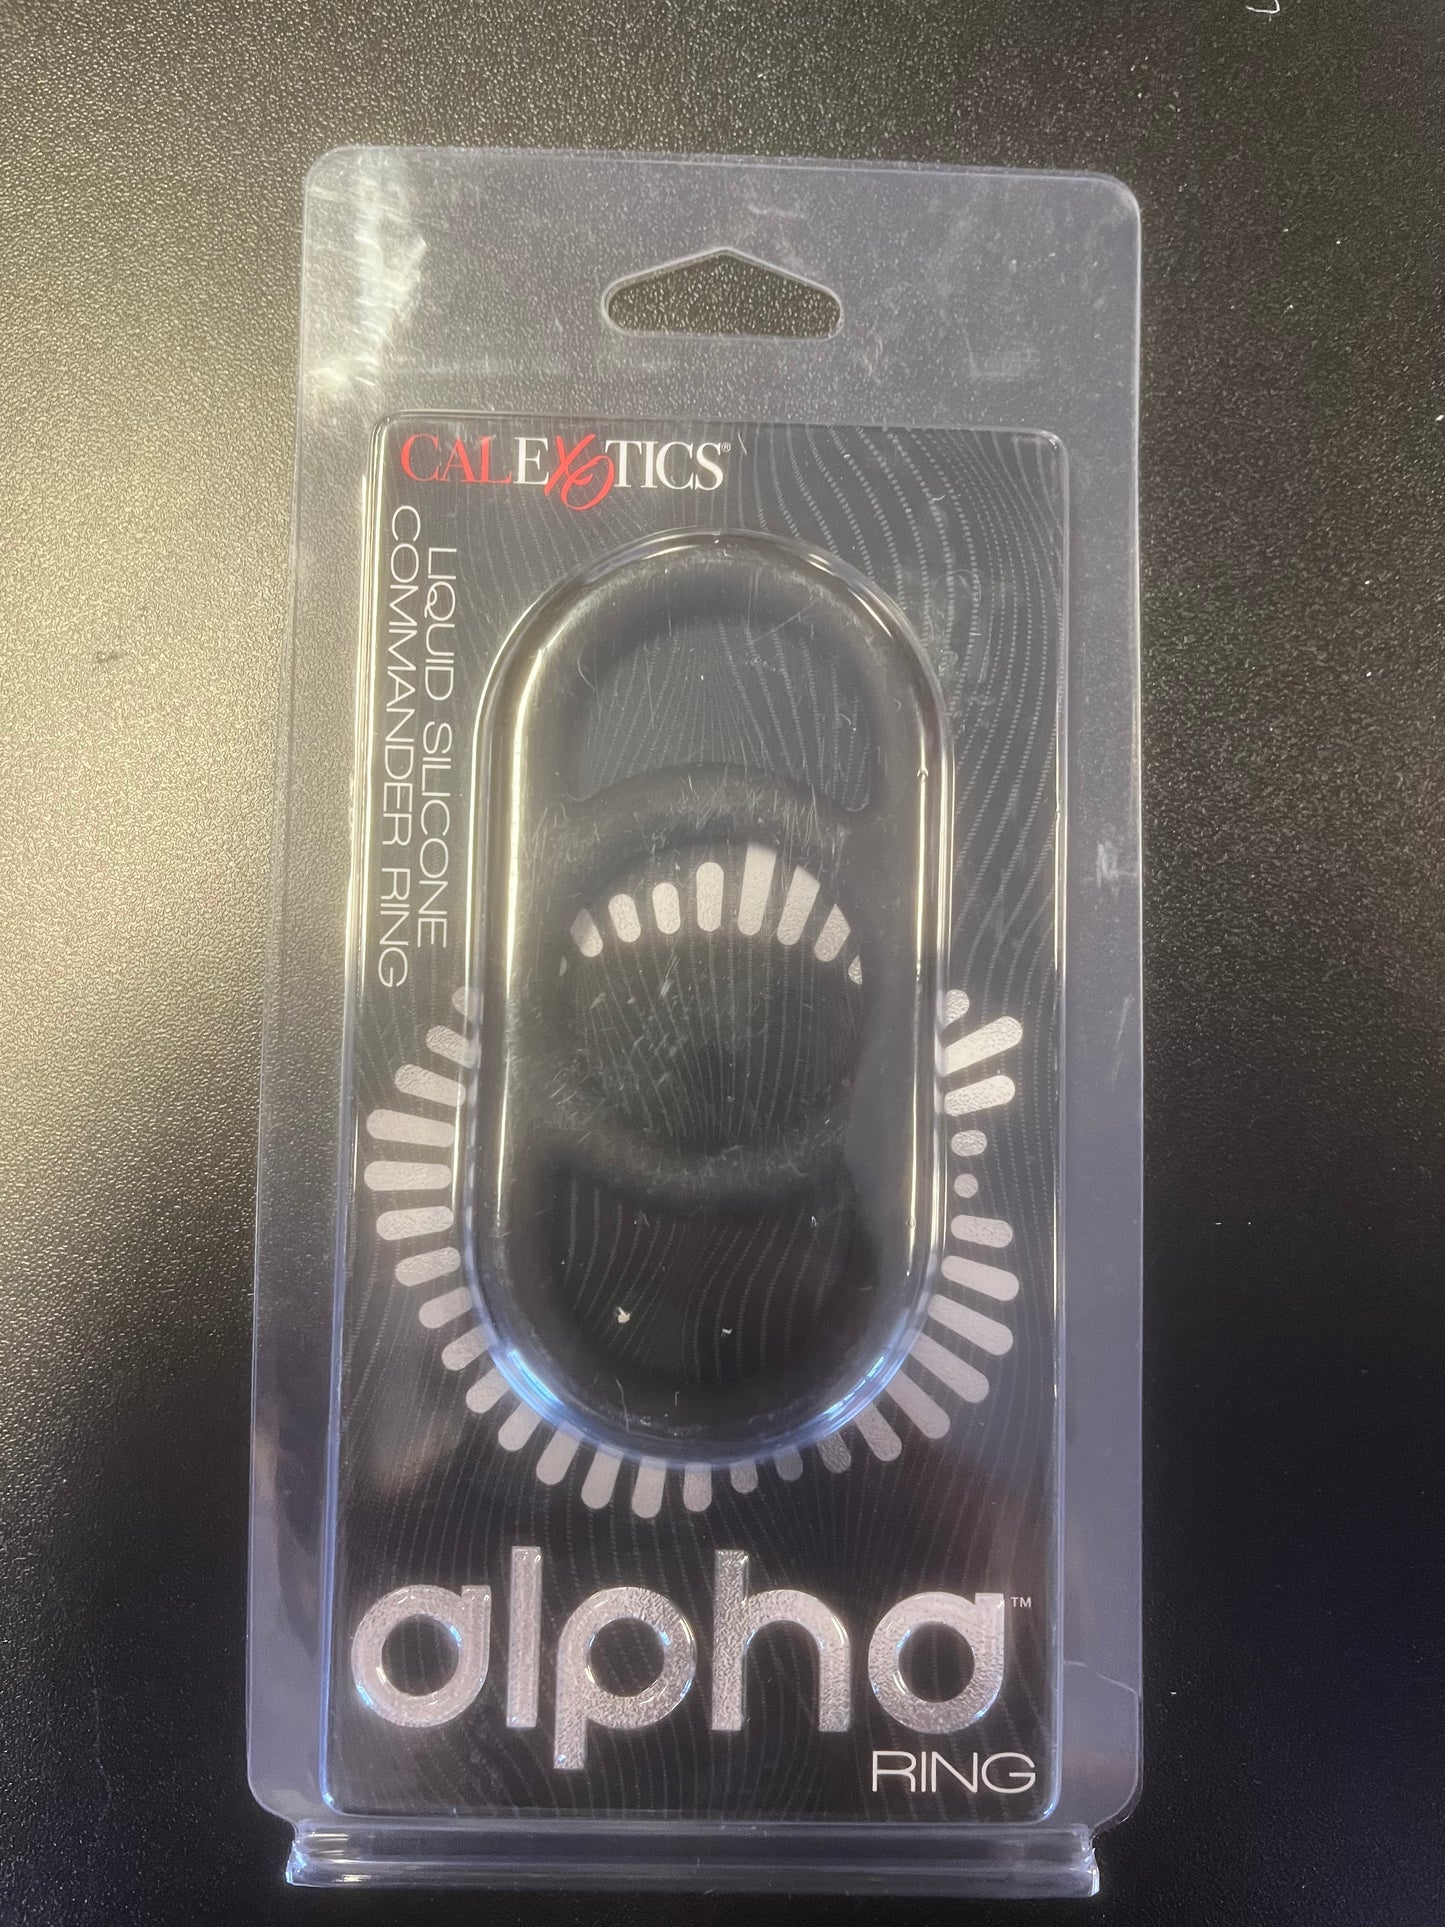 CALEXOTICS®
LIQUID SILICONE
COMMANDER RING
alpha™
RING